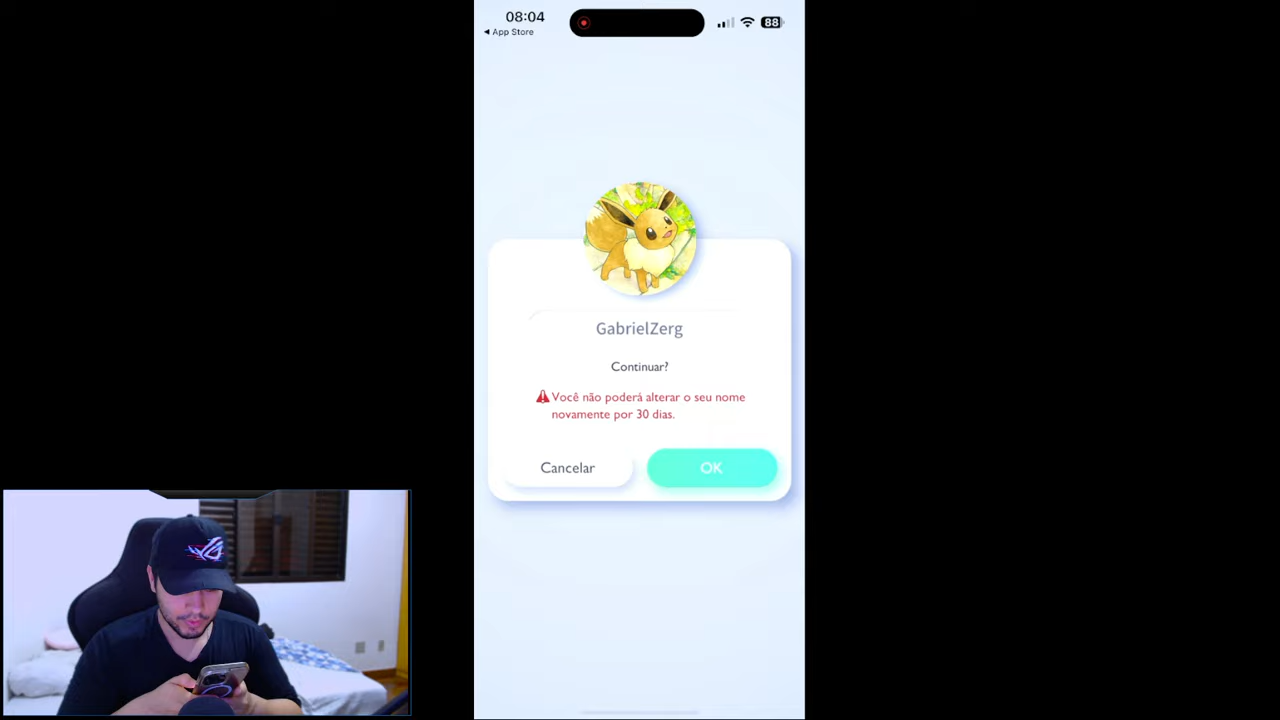 08:04
88
◀ App Store
GabrielZerg
Continuar?
Você não poderá alterar o seu nome
novamente por 30 dias.
Cancelar
OK